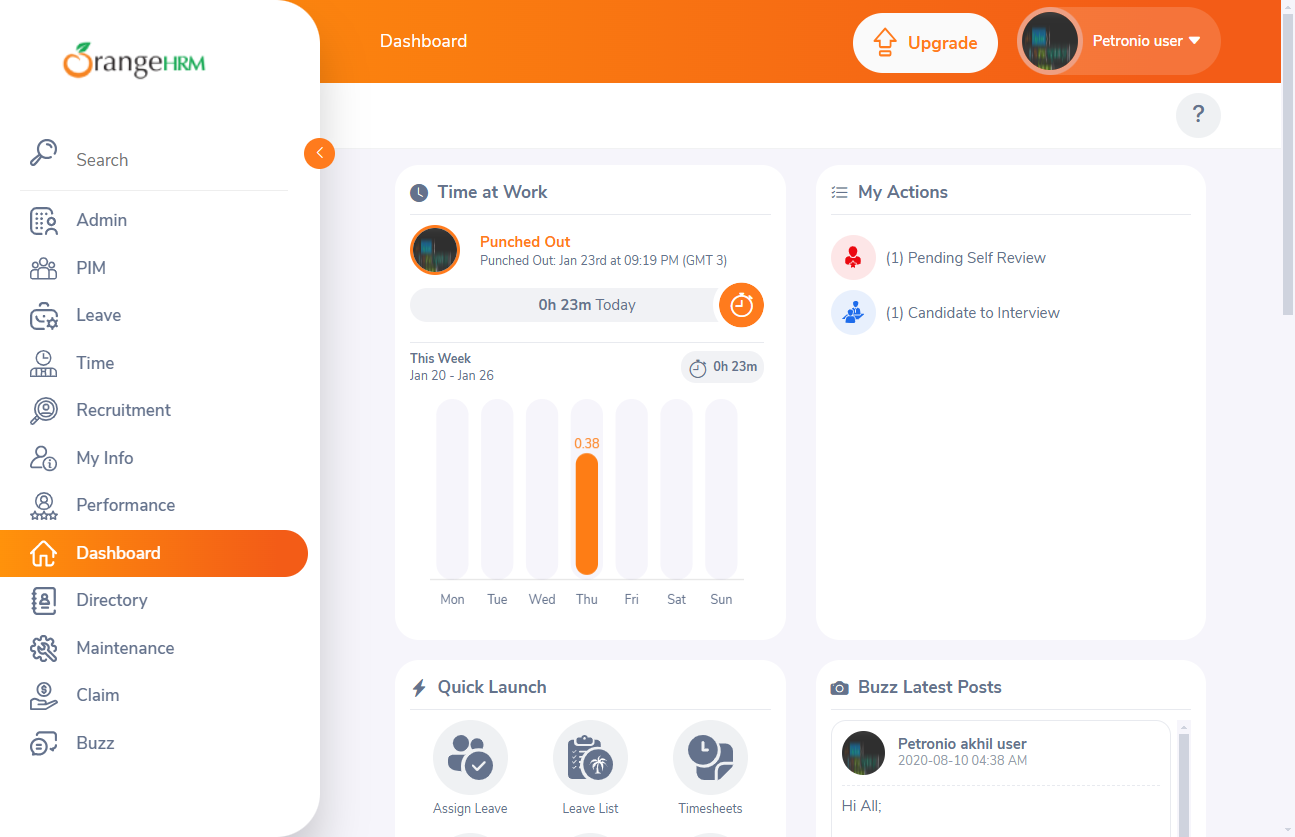 OrangeHRM
Search
Admin
PIM
Leave
Time
Recruitment
My Info
Performance
Dashboard
Directory
Maintenance
Claim
Buzz
Dashboard
Upgrade
Petronio user
?
Time at Work
Punched Out
Punched Out: Jan 23rd at 09:19 PM (GMT 3)
0h 23m Today
This Week
Jan 20 - Jan 26
0h 23m
0.38
Mon Tue Wed Thu Fri Sat Sun
My Actions
(1) Pending Self Review
(1) Candidate to Interview
Quick Launch
Assign Leave
Leave List
Timesheets
Buzz Latest Posts
Petronio akhil user
2020-08-10 04:38 AM
Hi All;